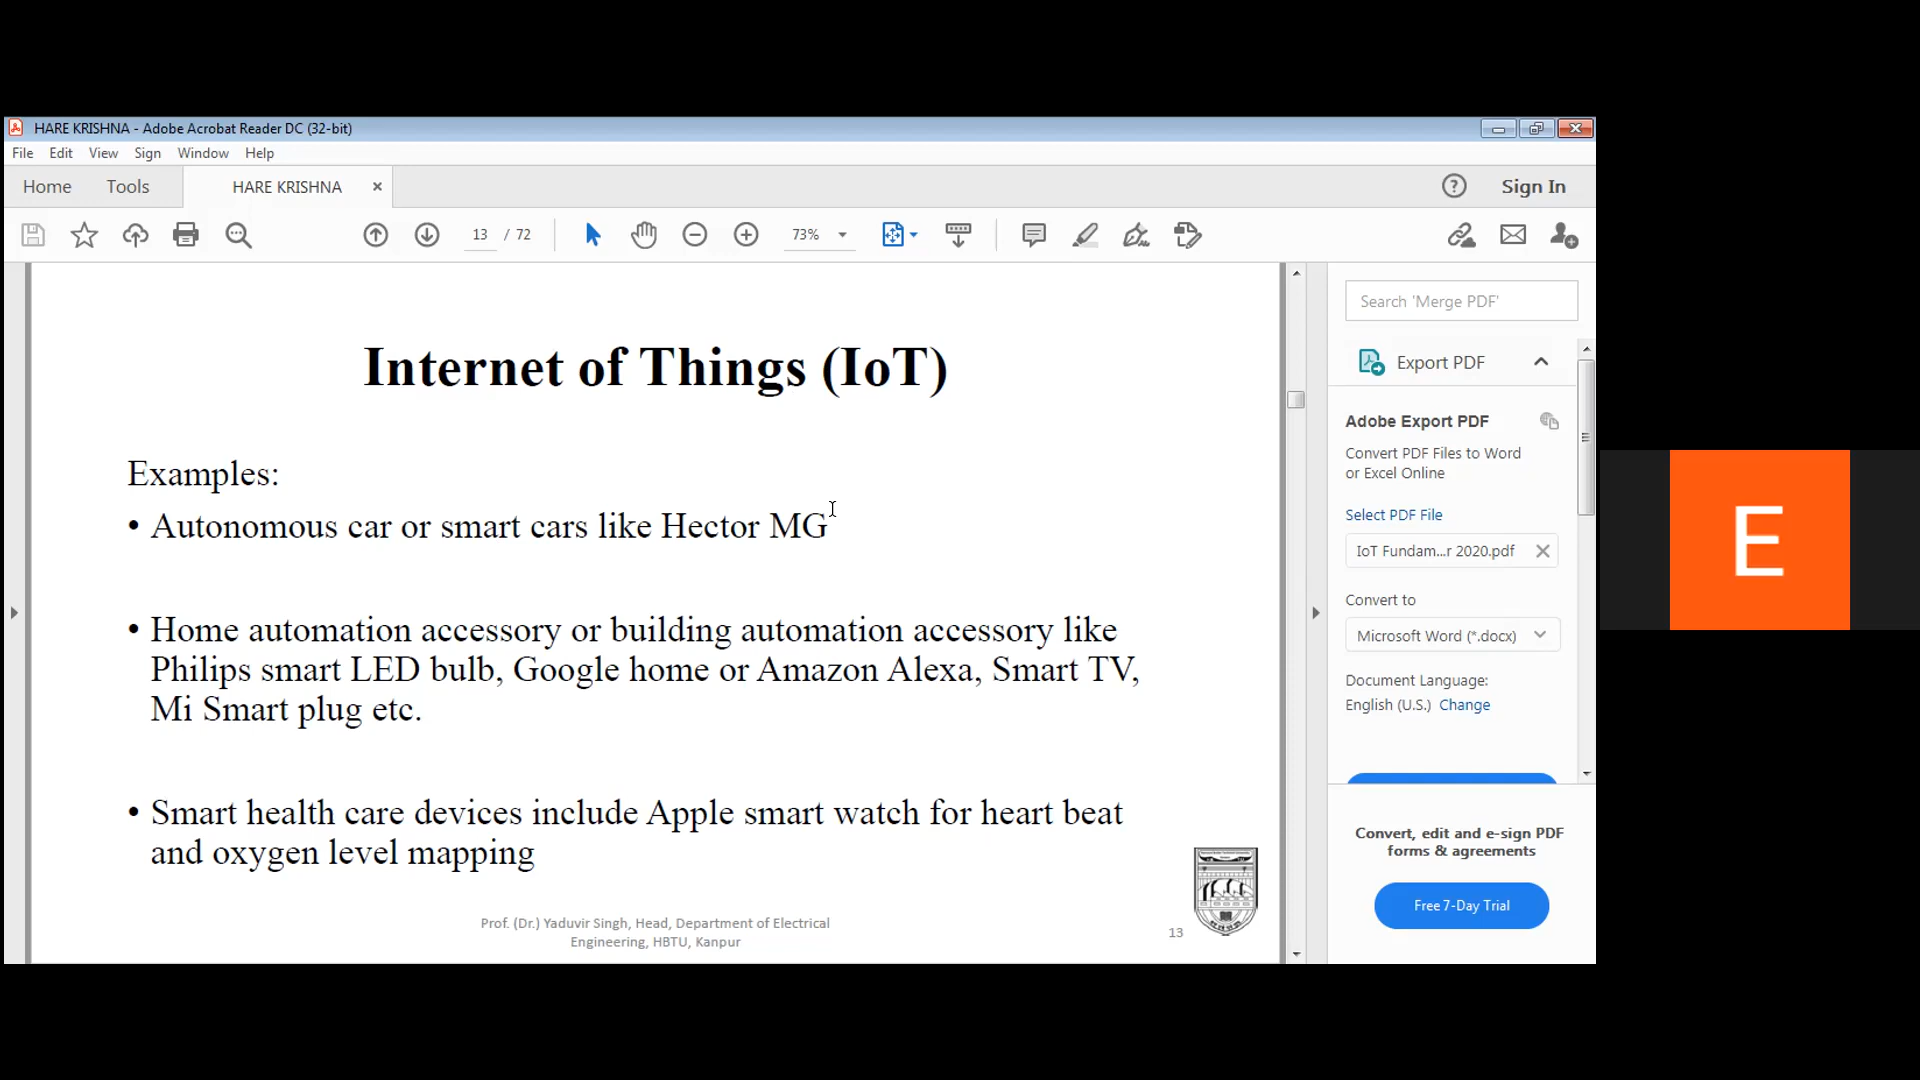 HARE KRISHNA - Adobe Acrobat Reader DC (32-bit)
File Edit View Sign Window Help
Home Tools HARE KRISHNA
Sign In
13 / 72 73%
Search 'Merge PDF'
Export PDF
Adobe Export PDF
Convert PDF Files to Word
or Excel Online
Select PDF File
IoT Fundam...r 2020.pdf
Convert to
Microsoft Word (*.docx)
Document Language:
English (U.S.) Change
Convert, edit and e-sign PDF
forms & agreements
Free 7-Day Trial
Internet of Things (IoT)
Examples:
• Autonomous car or smart cars like Hector MG
• Home automation accessory or building automation accessory like
Philips smart LED bulb, Google home or Amazon Alexa, Smart TV,
Mi Smart plug etc.
• Smart health care devices include Apple smart watch for heart beat
and oxygen level mapping
Prof. (Dr.) Yaduvir Singh, Head, Department of Electrical
Engineering, HBTU, Kanpur
13
E